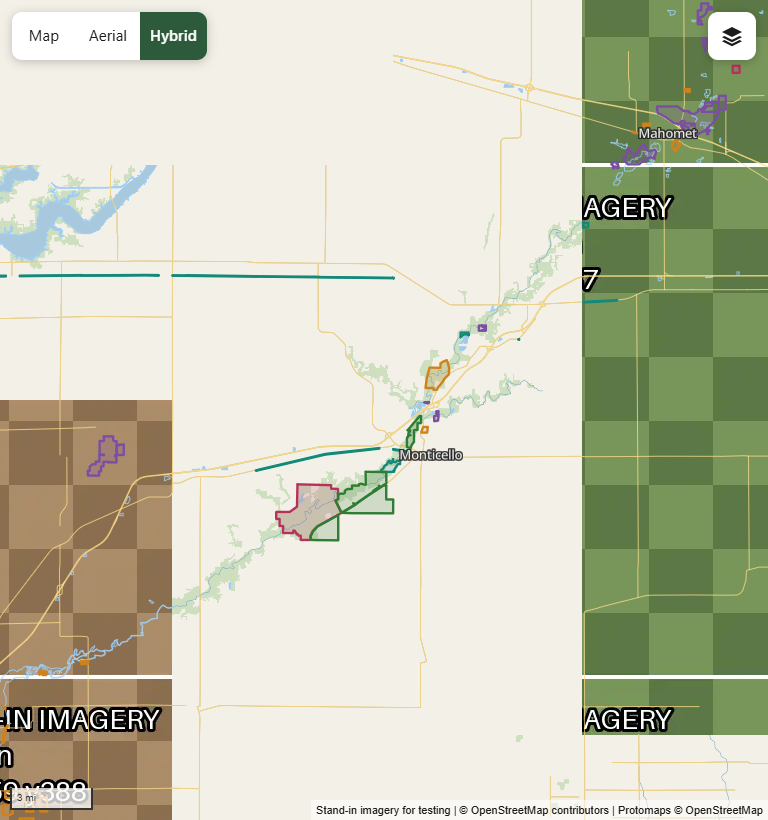 Map Aerial Hybrid
Mahomet
AGERY
7
Monticello
-IN IMAGERY
AGERY
n
x388
3 mi
Stand-in imagery for testing | © OpenStreetMap contributors | Protomaps © OpenStreetMap